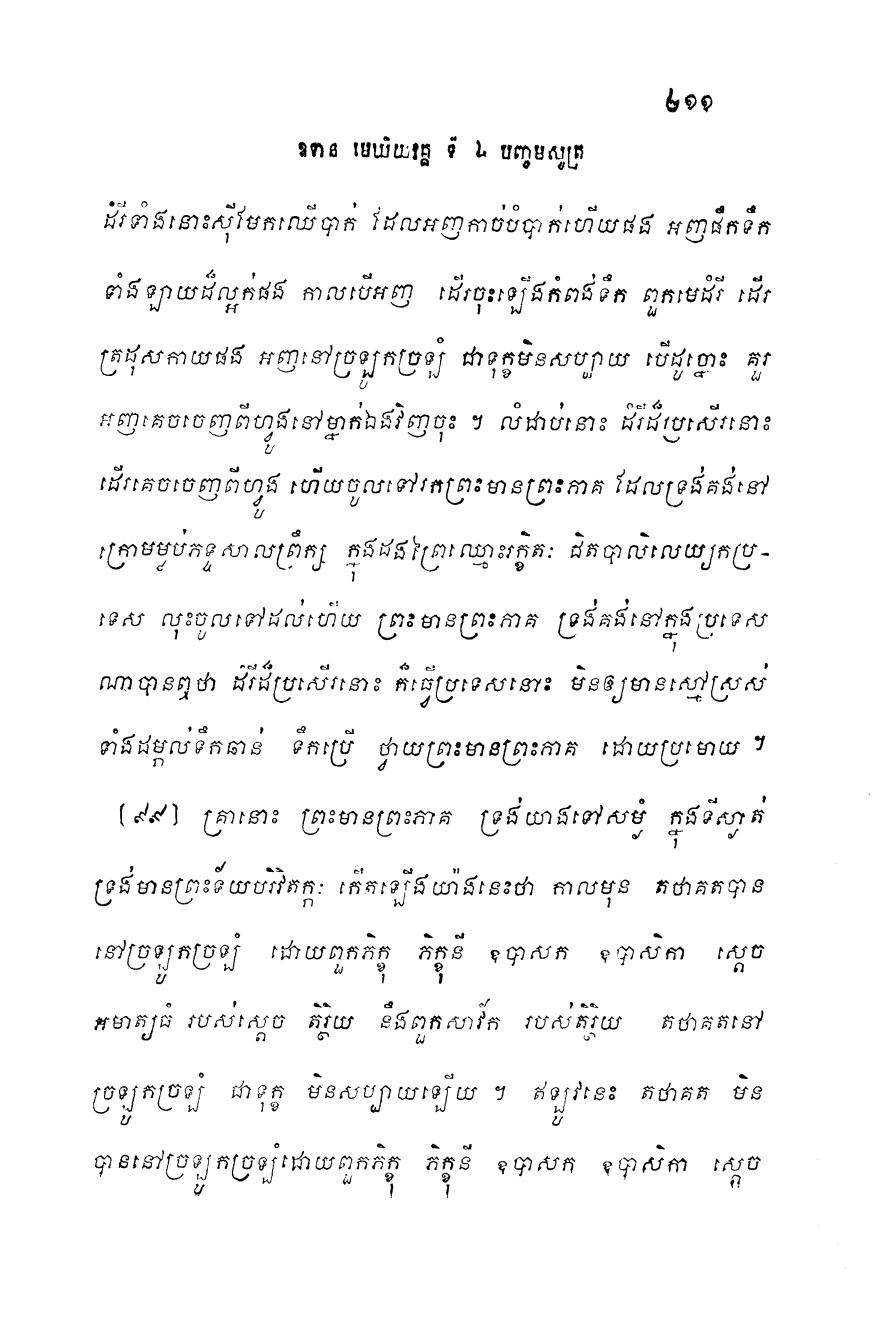 ២១១
ឧទាន មេឃិយវគ្គ ទី ៤ បញ្ចមសូត្រ
ដំរីទាំងនោះស៊ីមែកឈើបាក់ ដែលអញកាច់បំបាក់ហើយផង អញផឹកទឹក
ទាំងឡាយដ៏ល្អក់ផង កាលបើអញ ដើរចុះឡើងកំពង់ទឹក ពួកមេដំរី ដើរ
ត្រដុសកាយផង អញនៅច្រឡូកច្រឡំ ជាទុក្ខមិនសប្បាយ បើដូច្នោះ គួរ
អញគេចចេញពីហ្វូងនៅម្នាក់ឯងវិញចុះ ។ លំដាប់នោះ ដំរីដ៏ប្រសើរនោះ
ដើរគេចចេញពីហ្វូង ហើយចូលទៅរកព្រះមានព្រះភាគ ដែលទ្រង់គង់នៅ
ក្រោមម្លប់ភទ្ទសាលព្រឹក្ស ក្នុងដងព្រៃឈ្មោះរក្ខិតៈ ជិតបាលិលេយ្យកប្រ-
ទេស លុះចូលទៅដល់ហើយ ព្រះមានព្រះភាគ ទ្រង់គង់នៅក្នុងប្រទេស
ណាបានឮថា ដំរីដ៏ប្រសើរនោះ ក៏ធ្វើប្រទេសនោះ មិនឲ្យមានស្មៅស្រស់
ទាំងដម្កល់ទឹកឆាន់ ទឹកប្រើ ថ្វាយព្រះមានព្រះភាគ ដោយប្រមោយ ។
[៩៩] គ្រានោះ ព្រះមានព្រះភាគ ទ្រង់យាងទៅសម្ងំ ក្នុងទីស្ងាត់
ទ្រង់មានព្រះទ័យបរិវិតក្កៈ កើតឡើងយ៉ាងនេះថា កាលមុន តថាគតបាន
នៅច្រឡូកច្រឡំ ដោយពួកភិក្ខុ ភិក្ខុនី ឧបាសក ឧបាសិកា ស្តេច
អមាត្យធំ របស់ស្តេច តិរ្ថិយ នឹងពួកសាវ័ក របស់តិរ្ថិយ តថាគតនៅ
ច្រឡូកច្រឡំ ជាទុក្ខ មិនសប្បាយឡើយ ។ ឥឡូវនេះ តថាគត មិន
បាននៅច្រឡូកច្រឡំដោយពួកភិក្ខុ ភិក្ខុនី ឧបាសក ឧបាសិកា ស្តេច